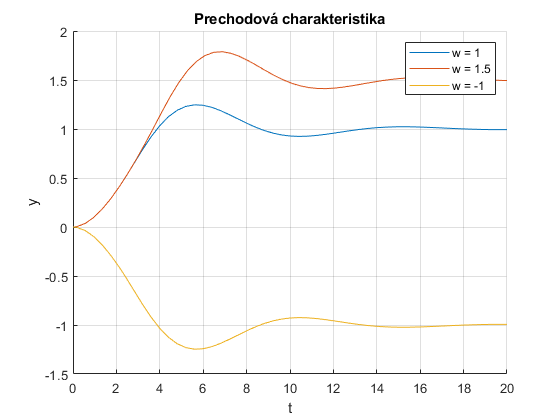 Prechodová charakteristika
w = 1
w = 1.5
w = -1
y
2
1.5
1
0.5
0
-0.5
-1
-1.5
0 2 4 6 8 10 12 14 16 18 20
t